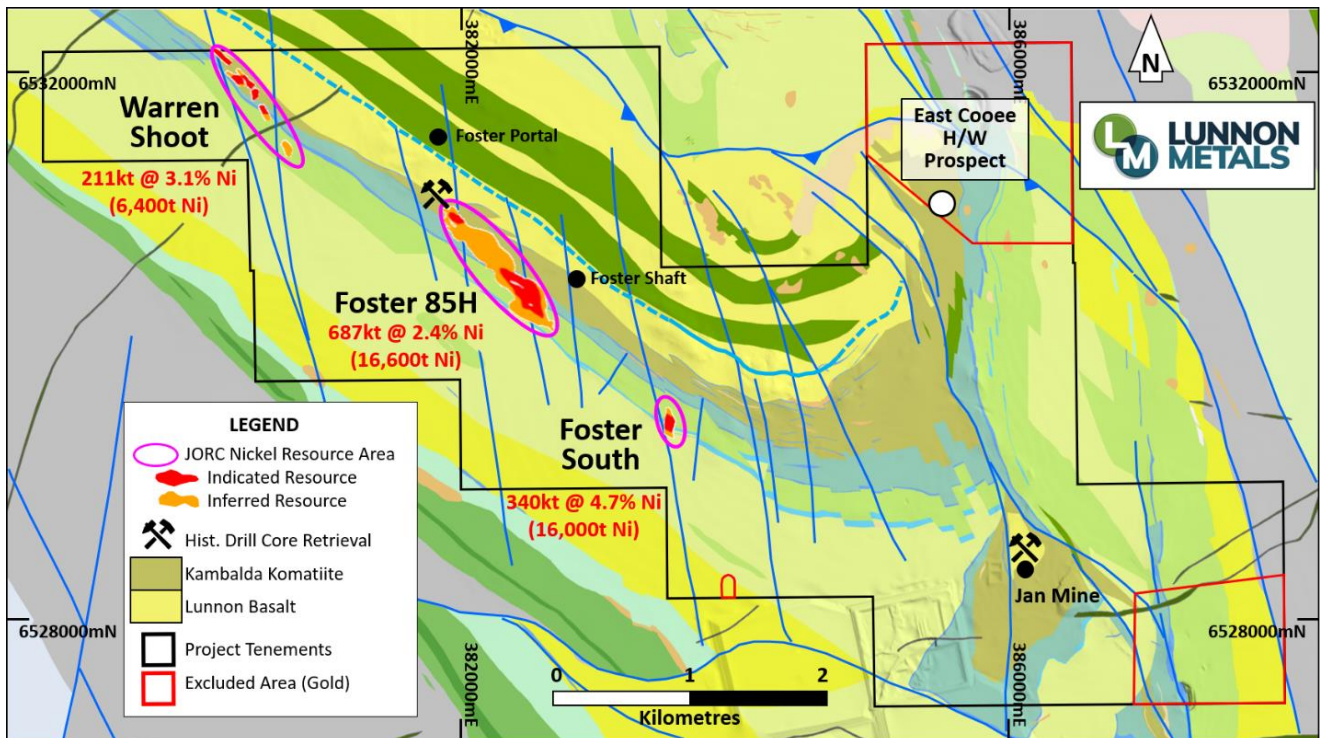 382000mE
386000mE
N
6532000mN
6532000mN
Warren
Shoot
211kt @ 3.1% Ni
(6,400t Ni)
Foster Portal
East Cooee
H/W
Prospect
LM
LUNNON
METALS
Foster Shaft
Foster 85H
687kt @ 2.4% Ni
(16,600t Ni)
Foster
South
340kt @ 4.7% Ni
(16,000t Ni)
Jan Mine
LEGEND
JORC Nickel Resource Area
Indicated Resource
Inferred Resource
Hist. Drill Core Retrieval
Kambalda Komatiite
Lunnon Basalt
Project Tenements
Excluded Area (Gold)
6528000mN
6528000mN
0 1 2
Kilometres
382000mE
386000mE